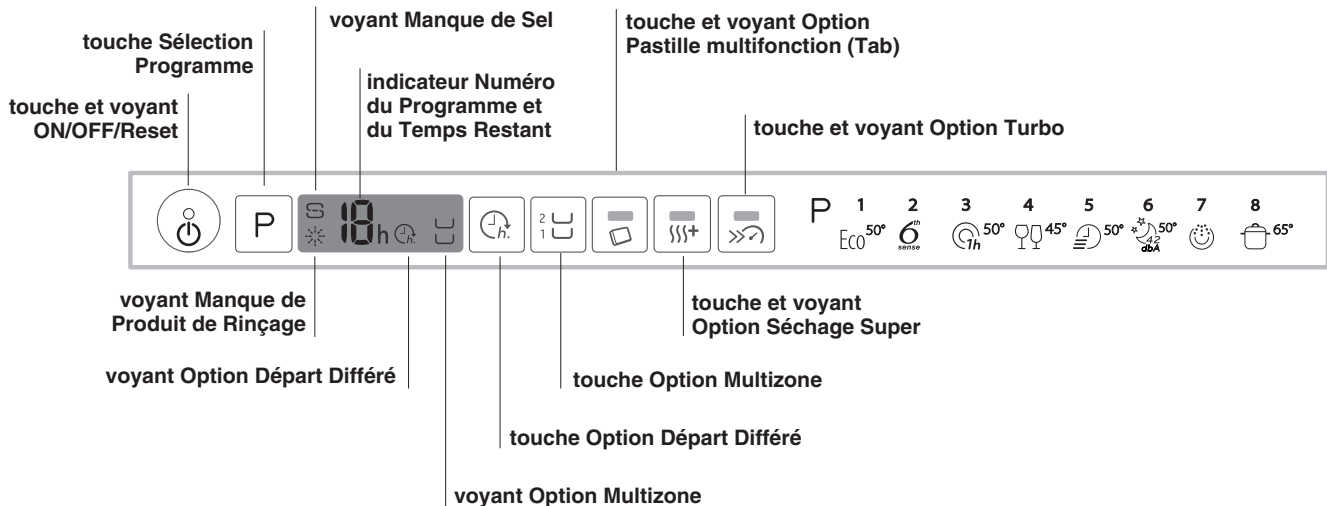 voyant Manque de Sel
touche et voyant Option
Pastille multifonction (Tab)
touche Sélection
Programme
indicateur Numéro
du Programme et
du Temps Restant
touche et voyant
ON/OFF/Reset
touche et voyant Option Turbo
P S 18h h. 2 1 P 1 2 3 4 5 6 7 8
Eco 50° 6th sense 1h 50° 45° 50° 42 dbA 50° 65°
voyant Manque de
Produit de Rinçage
touche et voyant
Option Séchage Super
voyant Option Départ Différé
touche Option Multizone
touche Option Départ Différé
voyant Option Multizone